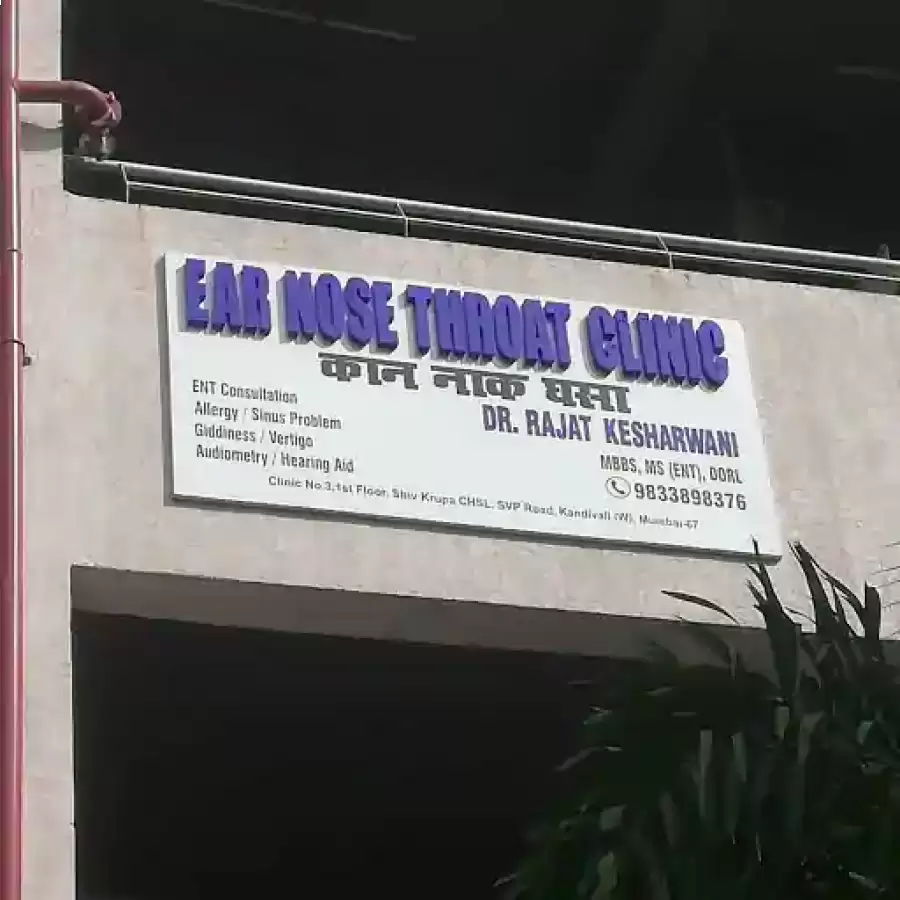 EAR NOSE THROAT CLINIC
कान नाक घसा
ENT Consultation
Allergy / Sinus Problem
Giddiness / Vertigo
Audiometry / Hearing Aid
DR. RAJAT KESHARWANI
MBBS, MS (ENT), DORL
9833898376
Clinic No.3,1st Floor, Shiv Krupa CHSL, SVP Road, Kandivali (W), Mumbai-67